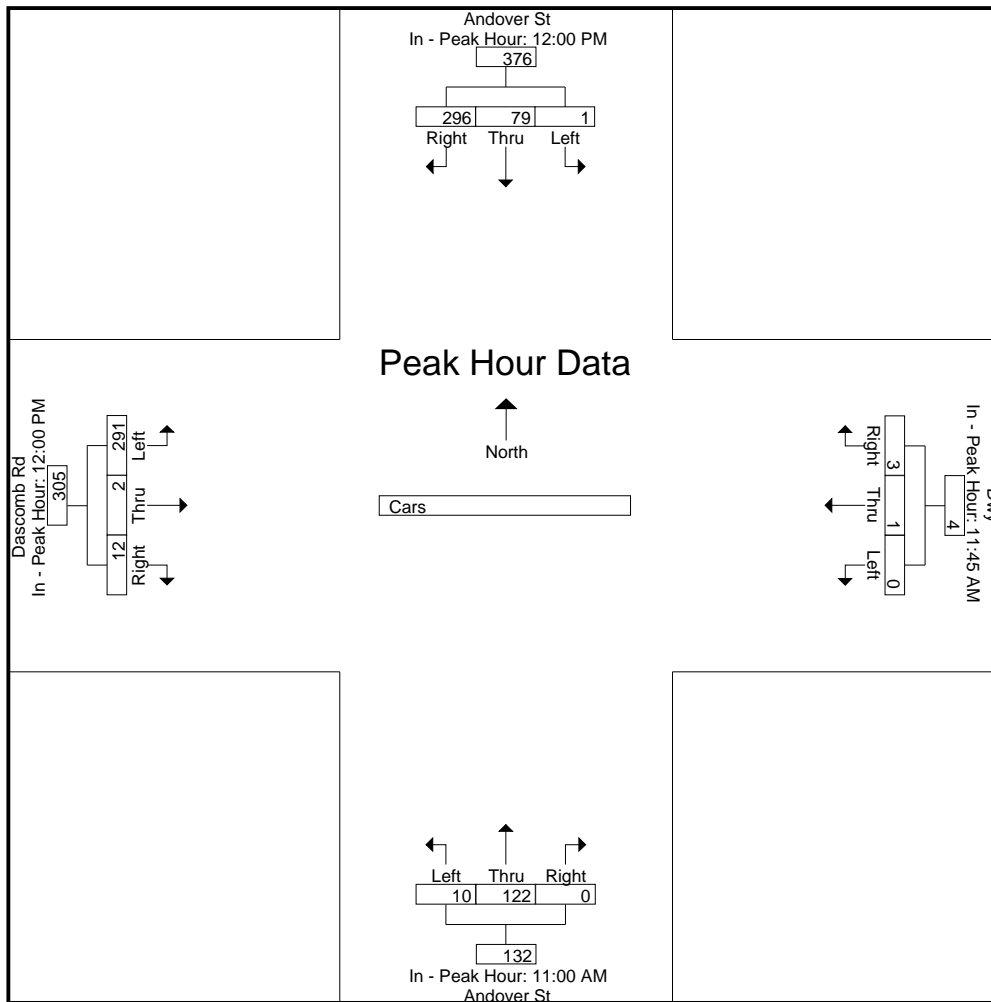 Andover St
In - Peak Hour: 12:00 PM
376
296 79 1
Right Thru Left
Peak Hour Data
North
Cars
Dascomb Rd
In - Peak Hour: 12:00 PM
305
291 2 12
Left Thru Right
Dwy
In - Peak Hour: 11:45 AM
4
3 1 0
Right Thru Left
Left Thru Right
10 122 0
132
In - Peak Hour: 11:00 AM
Andover St